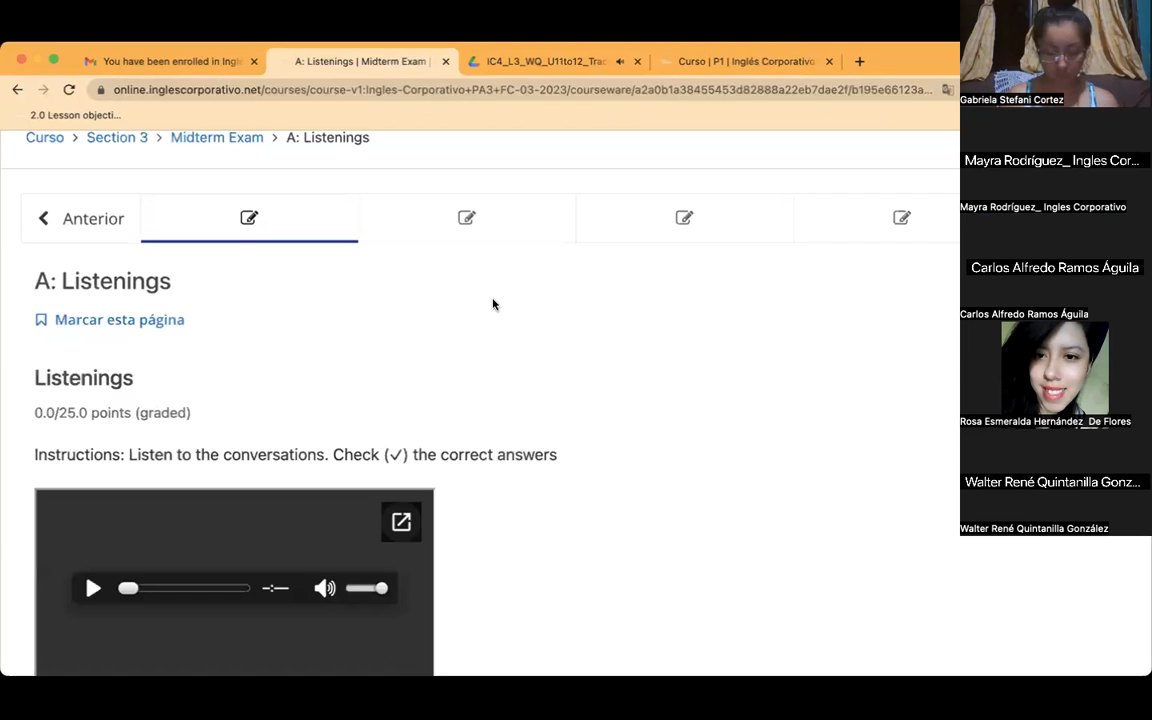 You have been enrolled in Ingle
A: Listenings | Midterm Exam |
IC4_L3_WQ_U11to12_Trac
Curso | P1 | Inglés Corporativo
online.inglescorporativo.net/courses/course-v1:Ingles-Corporativo+PA3+FC-03-2023/courseware/a2a0b1a38455453d82888a22eb7dae2f/b195e66123a...
2.0 Lesson objecti...
Curso > Section 3 > Midterm Exam > A: Listenings
Anterior
A: Listenings
Marcar esta página
Listenings
0.0/25.0 points (graded)
Instructions: Listen to the conversations. Check (✓) the correct answers
Gabriela Stefani Cortez
Mayra Rodríguez_ Ingles Cor...
Mayra Rodríguez_ Ingles Corporativo
Carlos Alfredo Ramos Águila
Carlos Alfredo Ramos Águila
Rosa Esmeralda Hernández De Flores
Walter René Quintanilla Gonz...
Walter René Quintanilla González